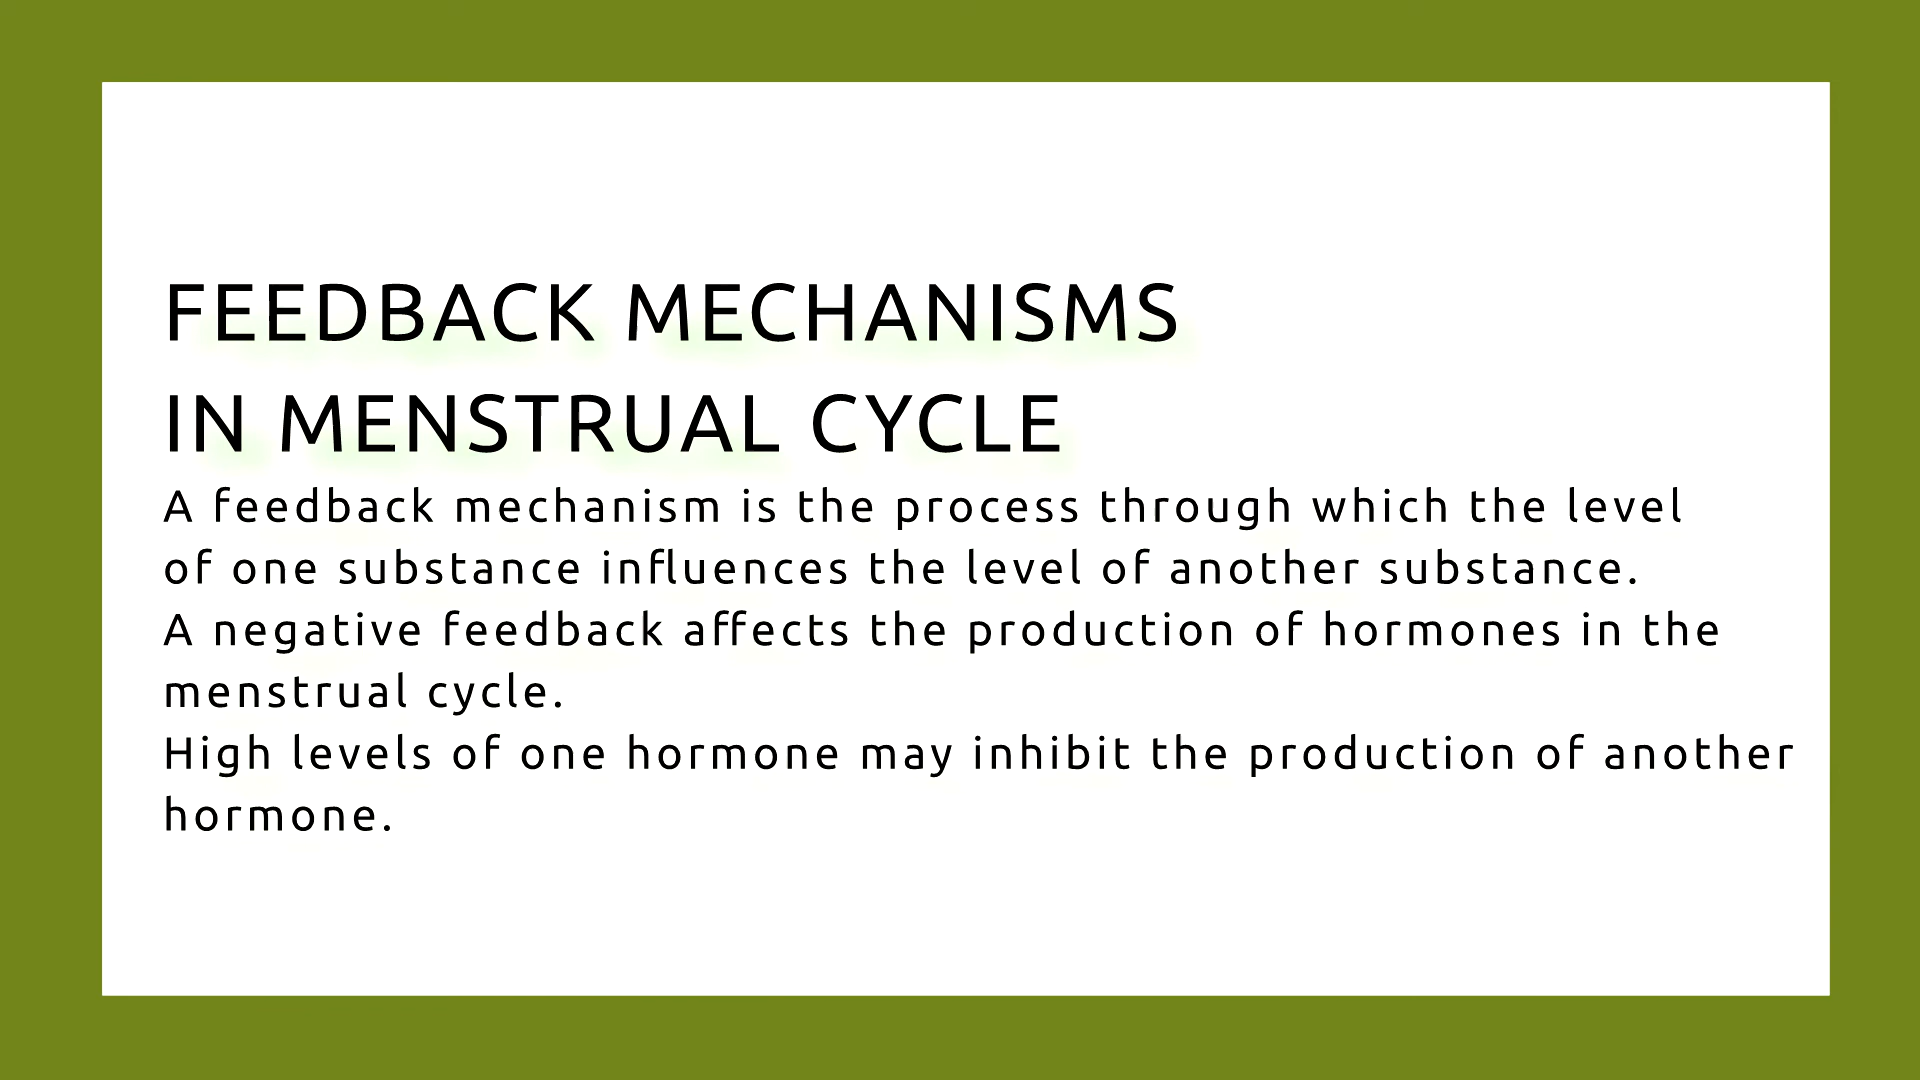 FEEDBACK MECHANISMS
IN MENSTRUAL CYCLE
A feedback mechanism is the process through which the level
of one substance influences the level of another substance.
A negative feedback affects the production of hormones in the
menstrual cycle.
High levels of one hormone may inhibit the production of another
hormone.